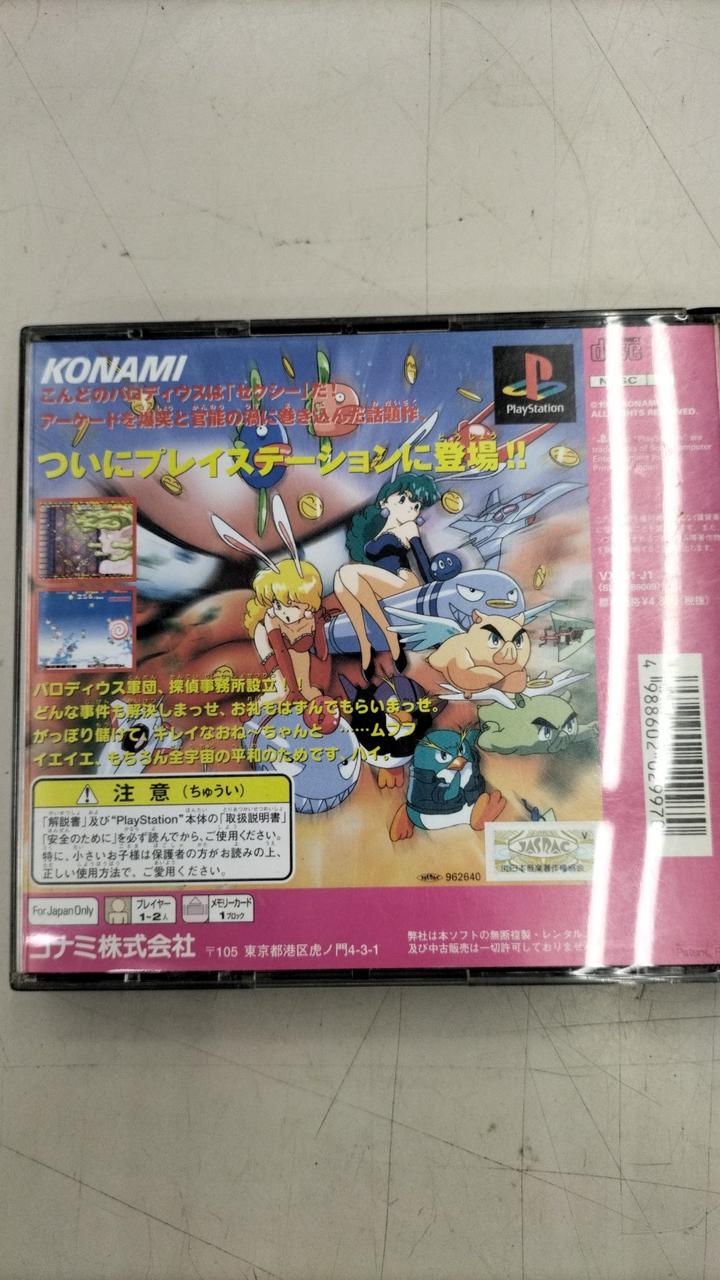 KONAMI
こんどのパロディウスは「セクシー」だ!
アーケードを爆笑と官能の渦に巻き込んだ話題作。
ついにプレイステーションに登場!!
PlayStation
パロディウス軍団、探偵事務所設立!!
どんな事件も解決しまっせ、お礼もはずんでもらいまっせ。
がっぽり儲けて、キレイなおね〜ちゃんと……ムフフ
イエイエ、もちろん全宇宙の平和のためです。ハイ。
注意(ちゅうい)
「解説書」及び"PlayStation"本体の「取扱説明書」
「安全のために」を必ず読んでから、ご使用ください。
特に、小さいお子様は保護者の方がお読みの上、
正しい使用方法で、ご愛用ください。
JASRAC
962640
For Japan Only
プレイヤー
1~2人
メモリーカード
1ブロック
コナミ株式会社 〒105 東京都港区虎ノ門4-3-1
弊社は本ソフトの無断複製・レンタル
及び中古販売は一切許可しておりま
disc
KONAMI
ALL RIGHTS RESERVED.